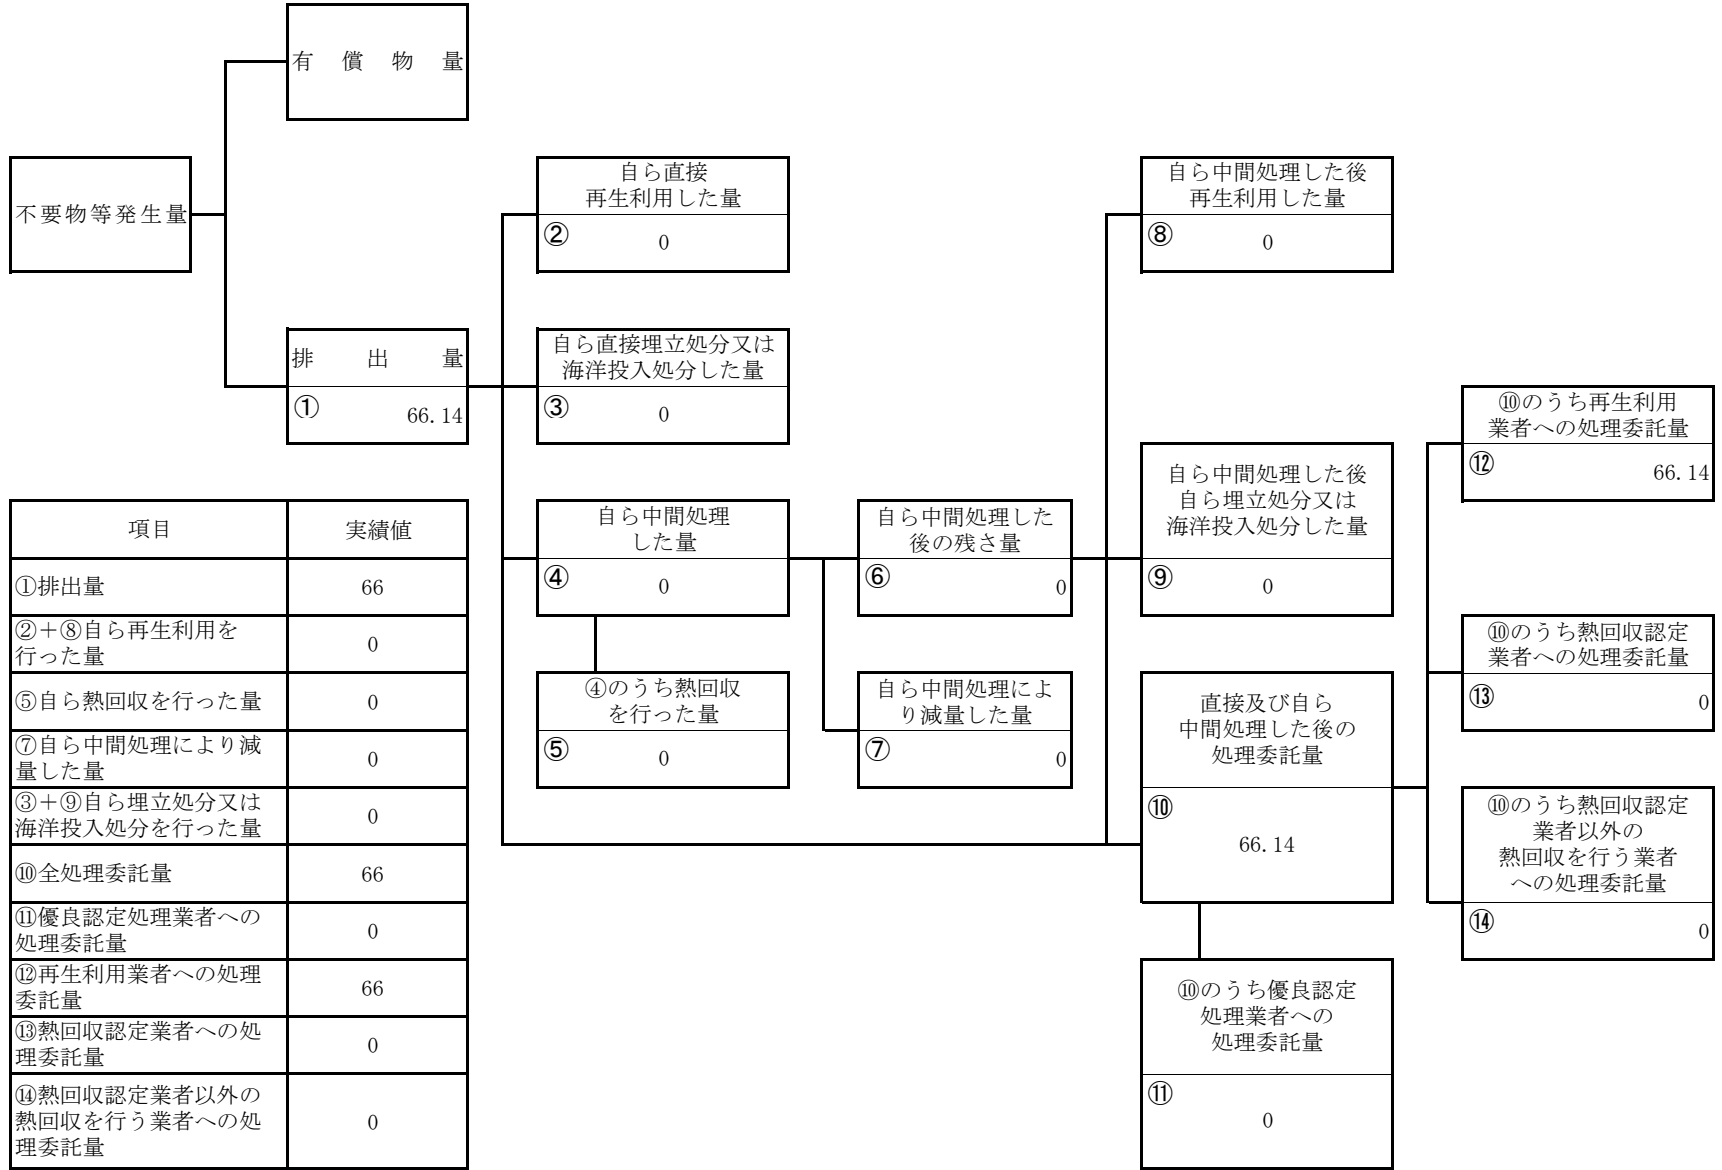 有償物量
不要物等発生量
自ら直接
再生利用した量
②
0
自ら中間処理した後
再生利用した量
⑧
0
排出量
①
66.14
自ら直接埋立処分又は
海洋投入処分した量
③
0
⑩のうち再生利用
業者への処理委託量
⑫
66.14
自ら中間処理
した量
④
0
自ら中間処理した
後の残さ量
⑥
0
自ら中間処理した後
自ら埋立処分又は
海洋投入処分した量
⑨
0
④のうち熱回収
を行った量
⑤
0
自ら中間処理によ
り減量した量
⑦
0
直接及び自ら
中間処理した後の
処理委託量
⑩
66.14
⑩のうち熱回収認定
業者への処理委託量
⑬
0
⑩のうち熱回収認定
業者以外の
熱回収を行う業者
への処理委託量
⑭
0
⑩のうち優良認定
処理業者への
処理委託量
⑪
0
項目 実績値
①排出量 66
②+⑧自ら再生利用を
行った量 0
⑤自ら熱回収を行った量 0
⑦自ら中間処理により減
量した量 0
③+⑨自ら埋立処分又は
海洋投入処分を行った量 0
⑩全処理委託量 66
⑪優良認定処理業者への
処理委託量 0
⑫再生利用業者への処理
委託量 66
⑬熱回収認定業者への処
理委託量 0
⑭熱回収認定業者以外の
熱回収を行う業者への処
理委託量 0